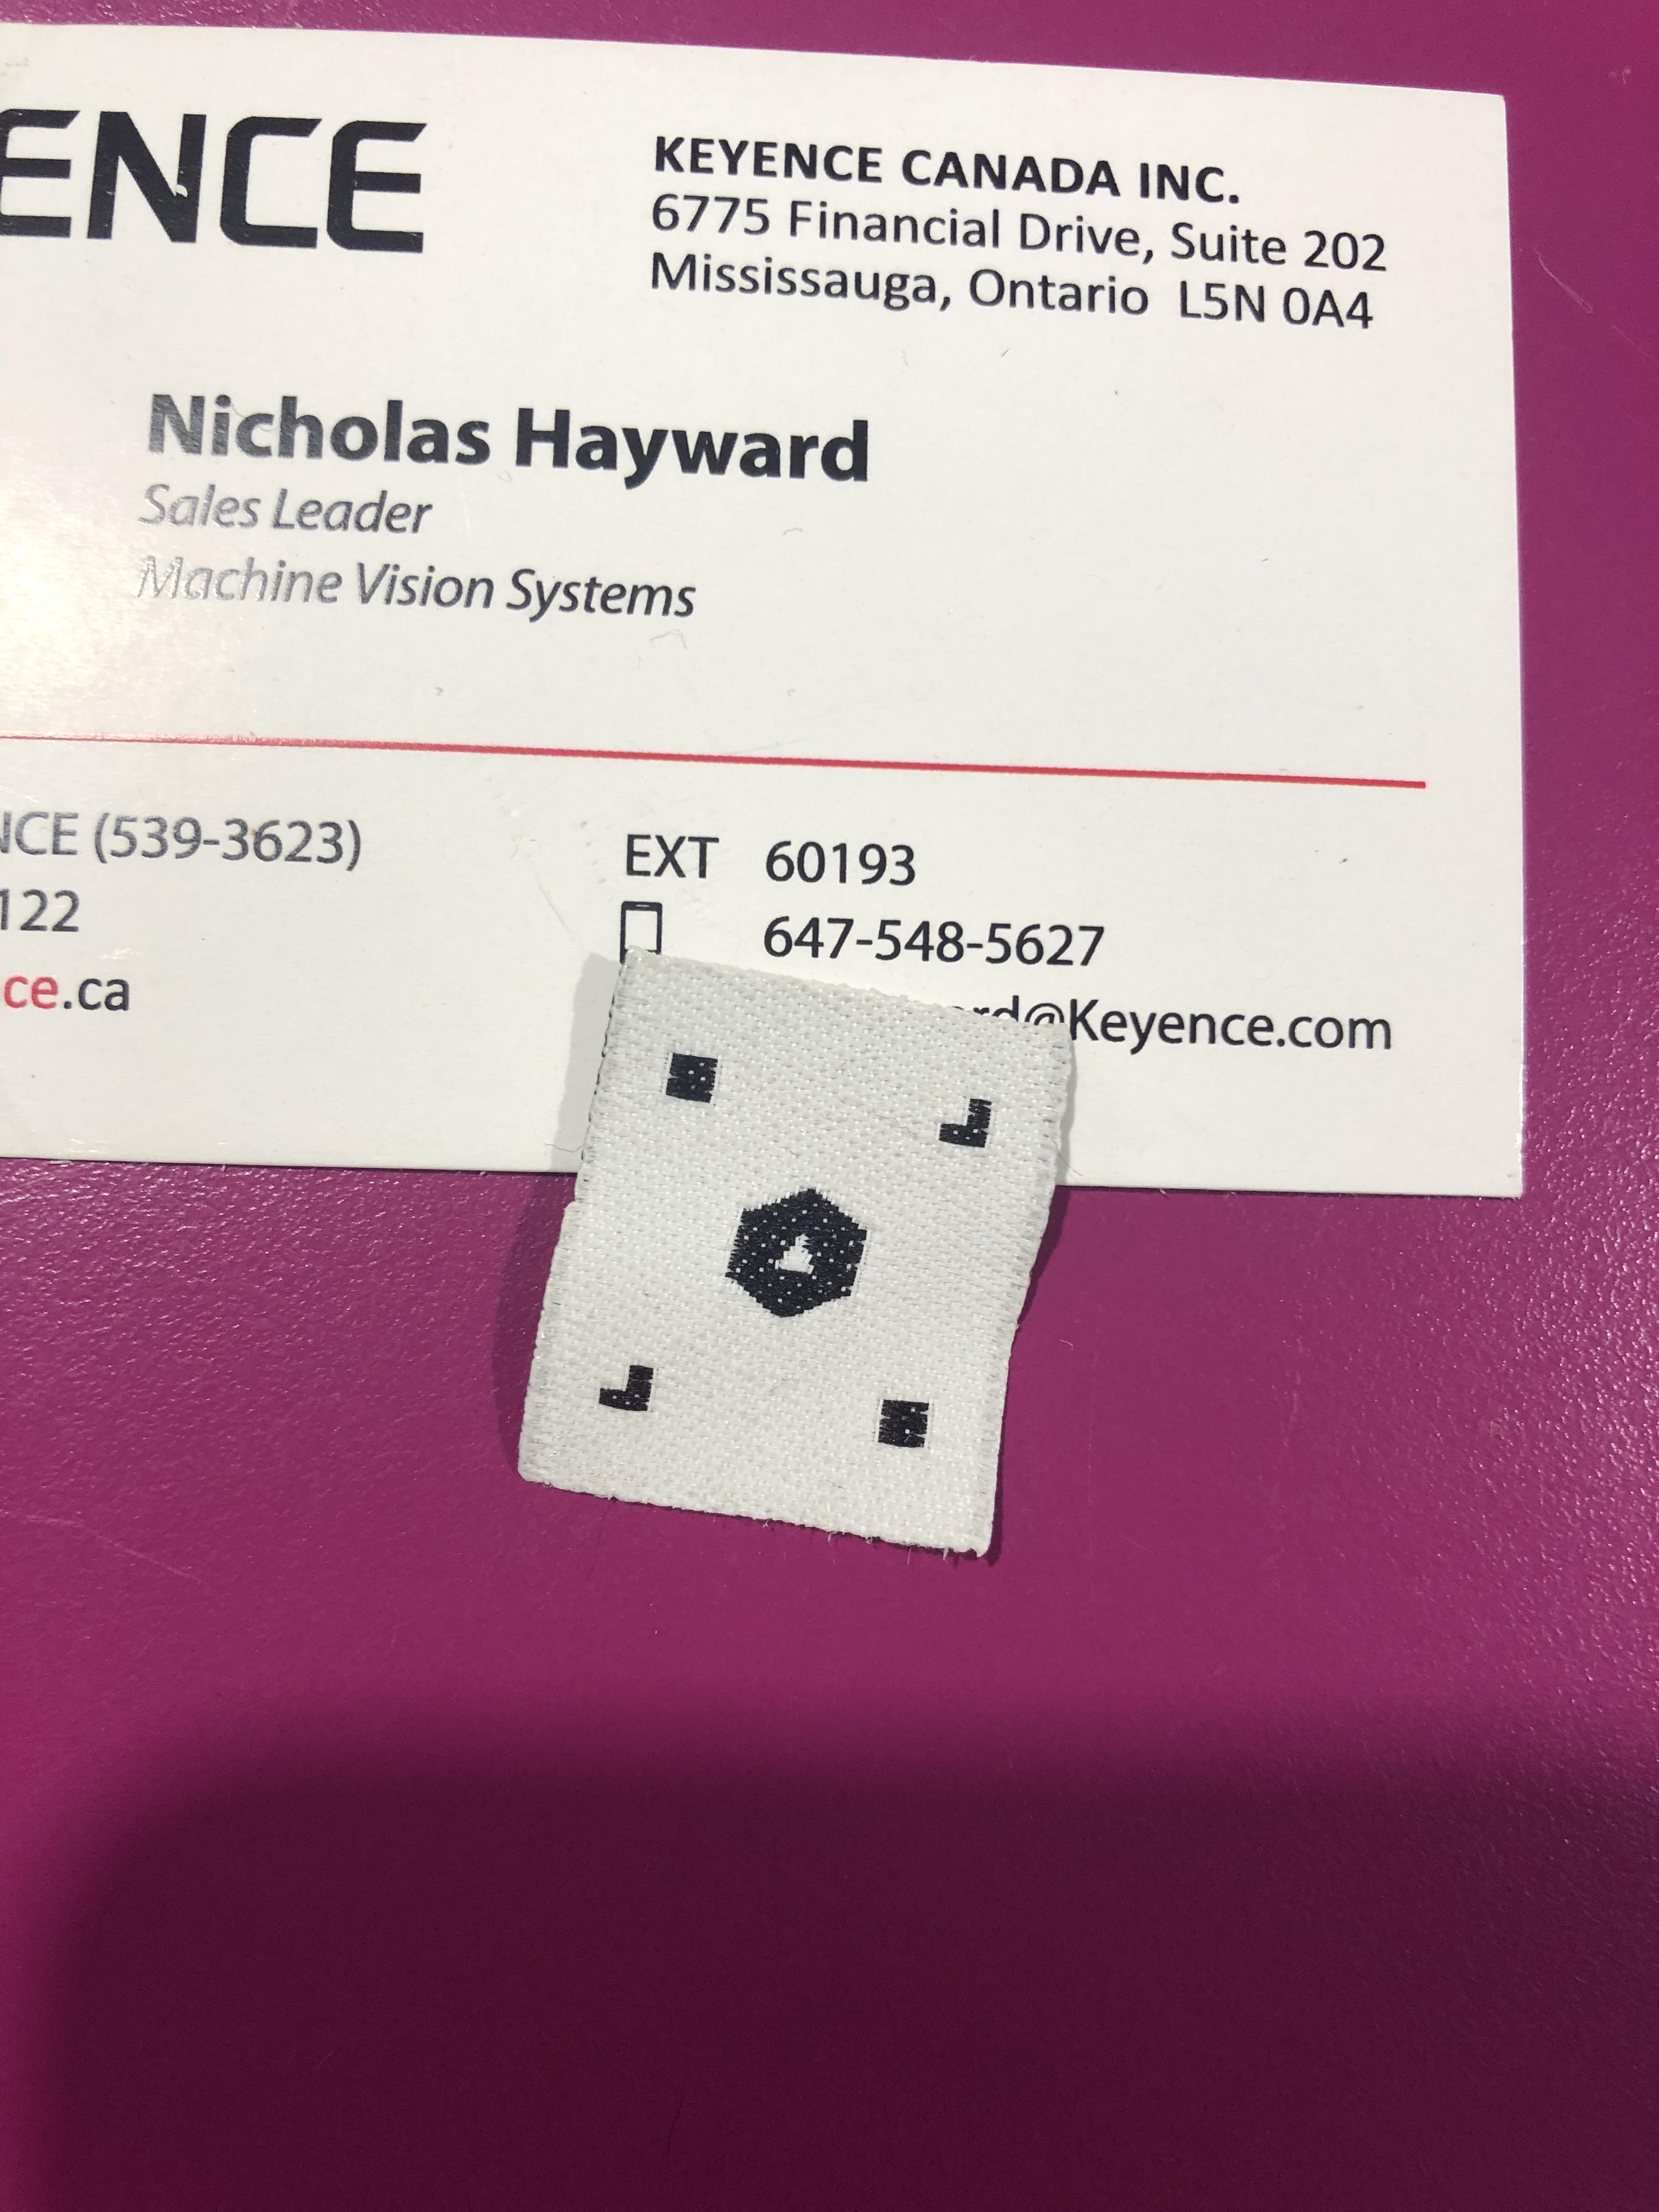 ENCE
KEYENCE CANADA INC.
6775 Financial Drive, Suite 202
Mississauga, Ontario L5N 0A4
Nicholas Hayward
Sales Leader
Machine Vision Systems
NCE (539-3623)
122
ce.ca
EXT 60193
647-548-5627
rd@Keyence.com